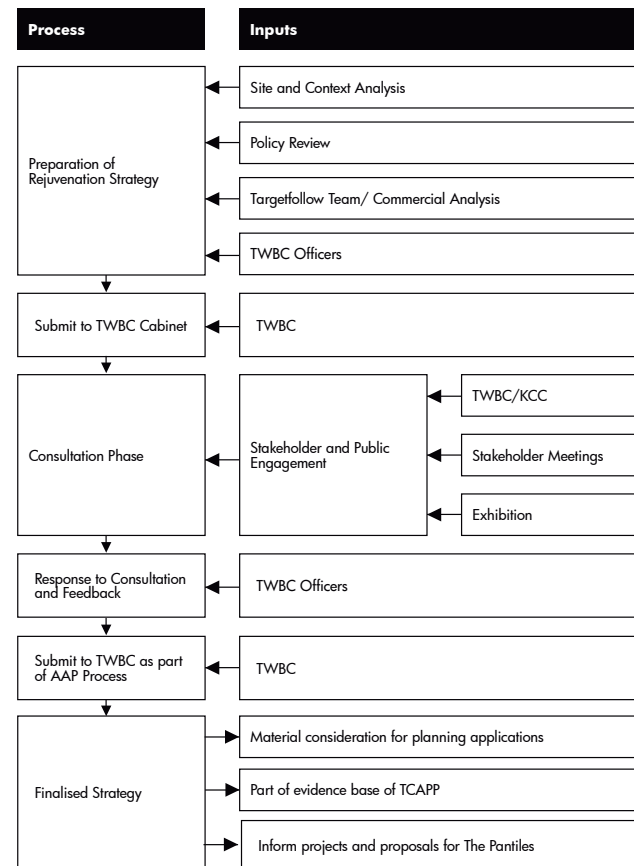 Process
Inputs
Preparation of
Rejuvenation Strategy
Site and Context Analysis
Policy Review
Targetfollow Team/ Commercial Analysis
TWBC Officers
Submit to TWBC Cabinet
TWBC
Consultation Phase
Stakeholder and Public
Engagement
TWBC/KCC
Stakeholder Meetings
Exhibition
Response to Consultation
and Feedback
TWBC Officers
Submit to TWBC as part
of AAP Process
TWBC
Finalised Strategy
Material consideration for planning applications
Part of evidence base of TCAPP
Inform projects and proposals for The Pantiles